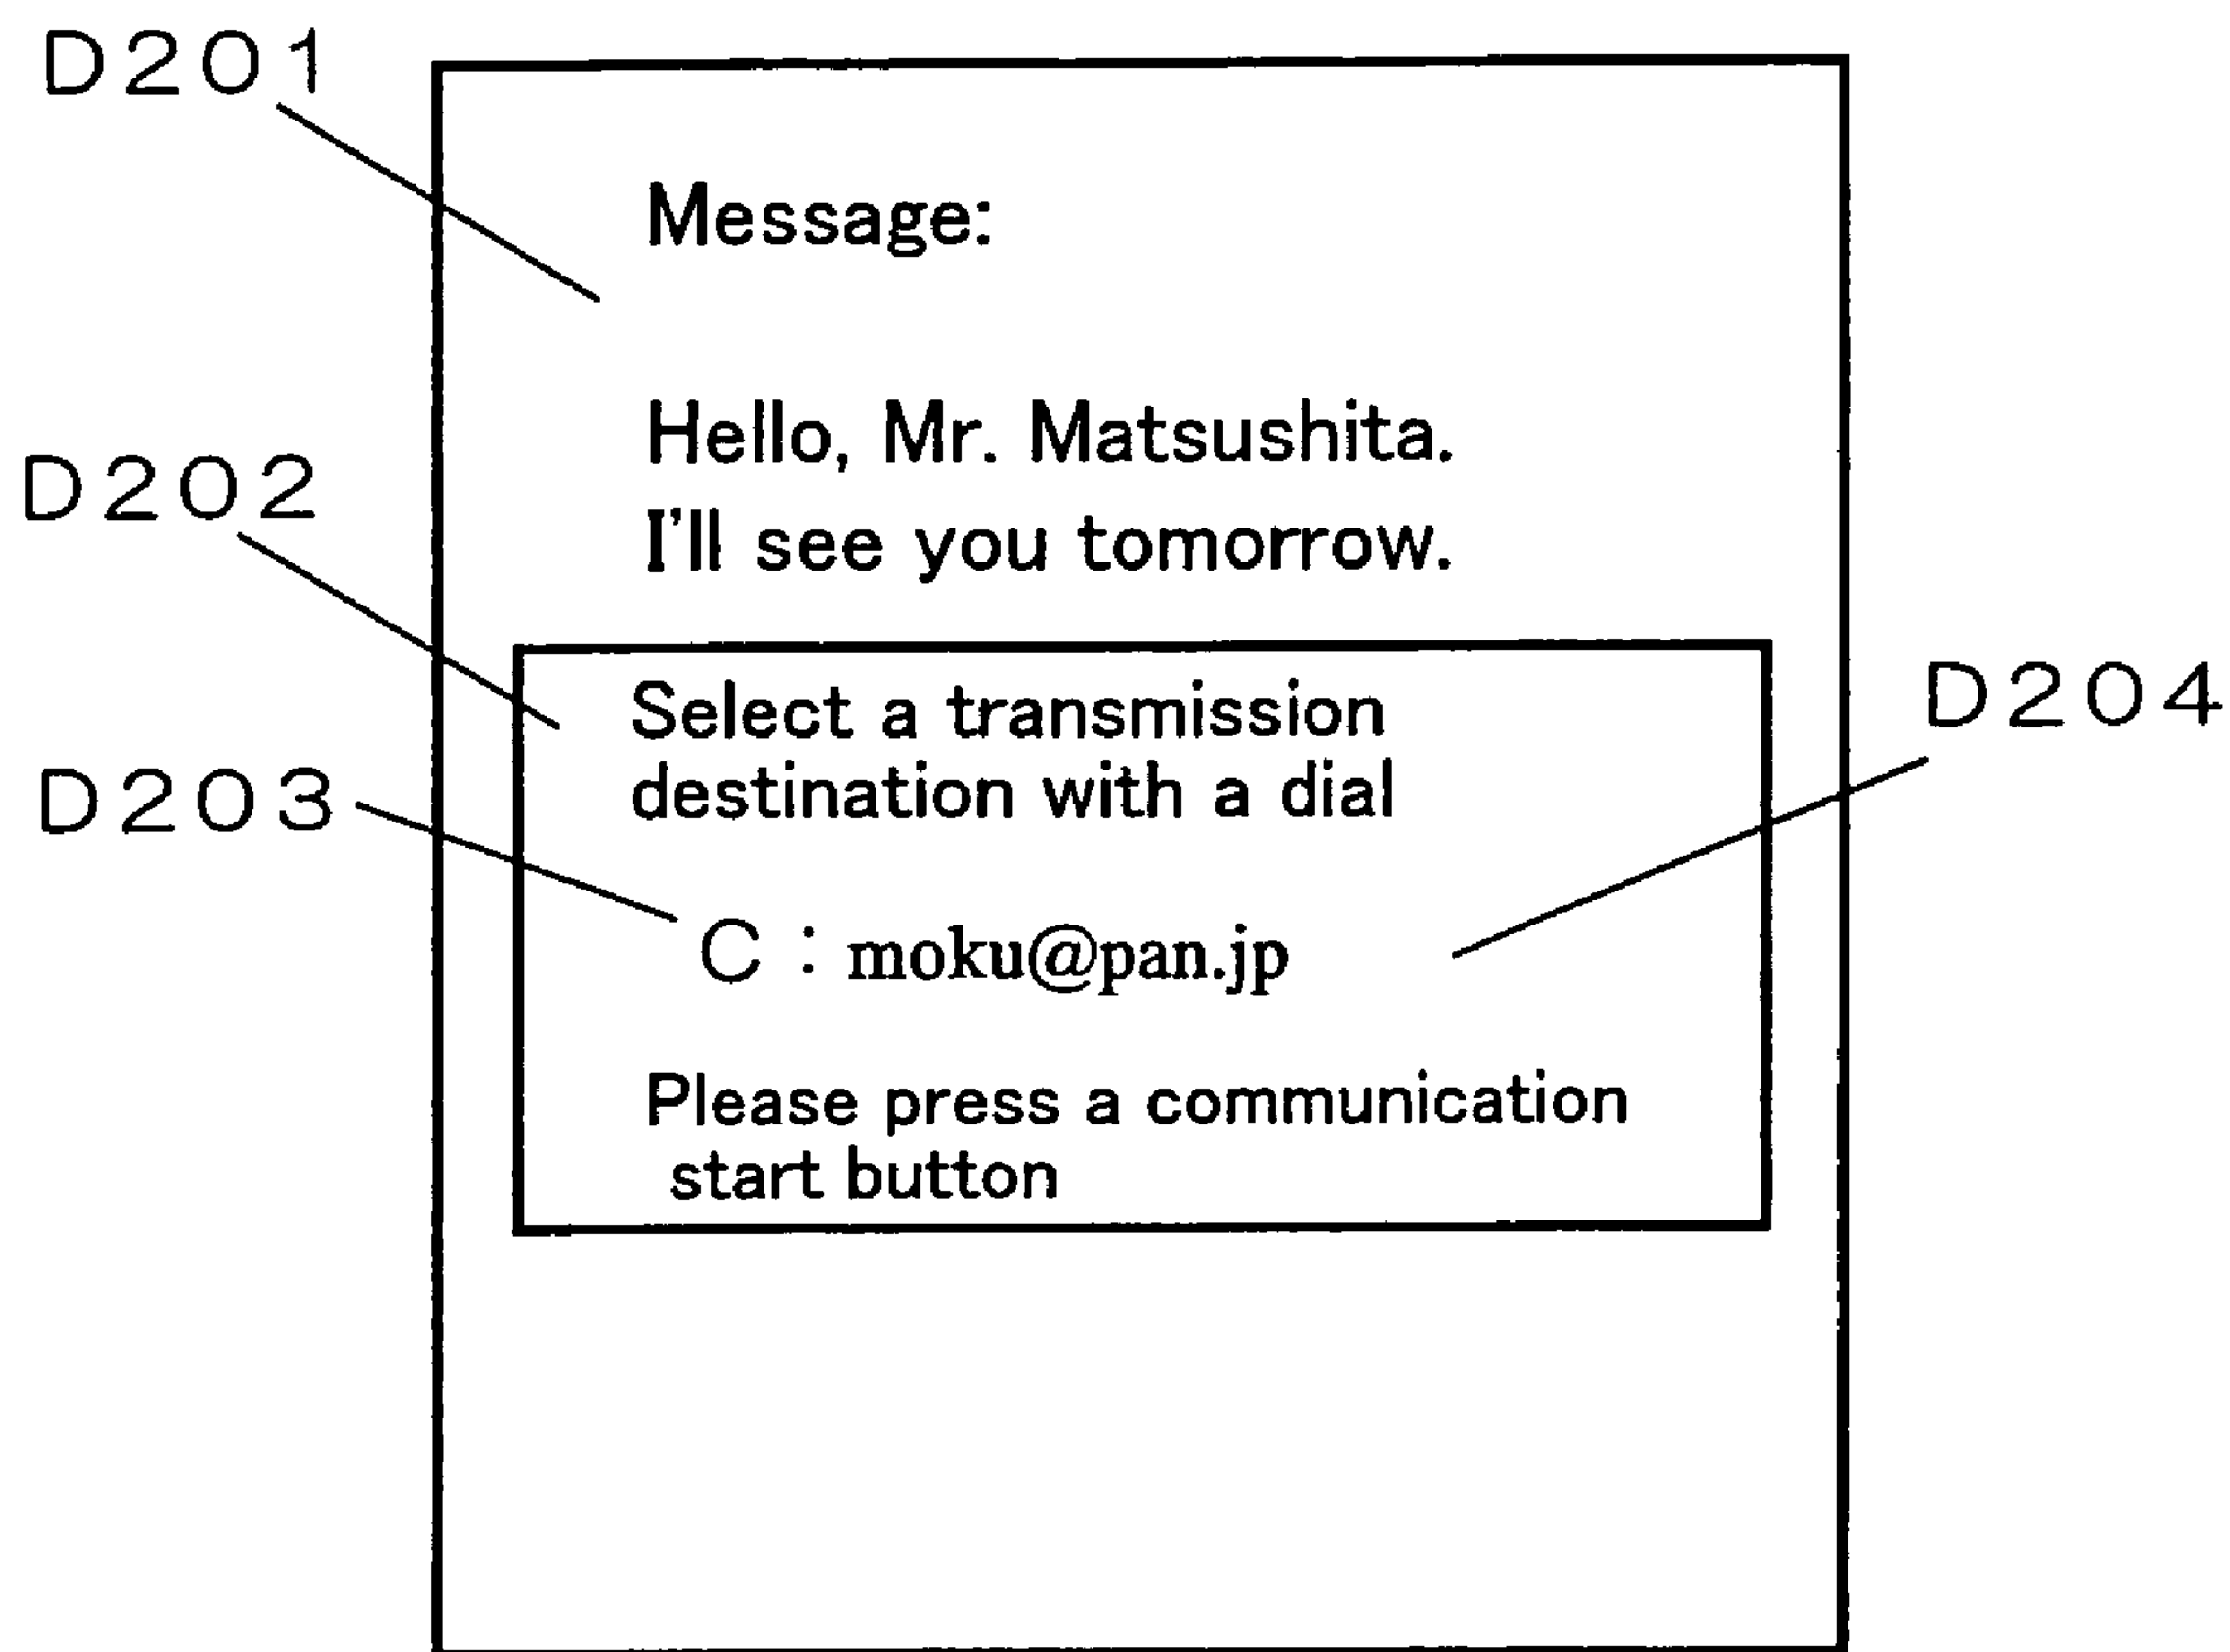 D201
Message:
Hello, Mr. Matsushita.
D202
I'll see you tomorrow.
Select a transmission
D204
destination with a dial
D203
C : moku@pan.jp
Please press a communication
start button